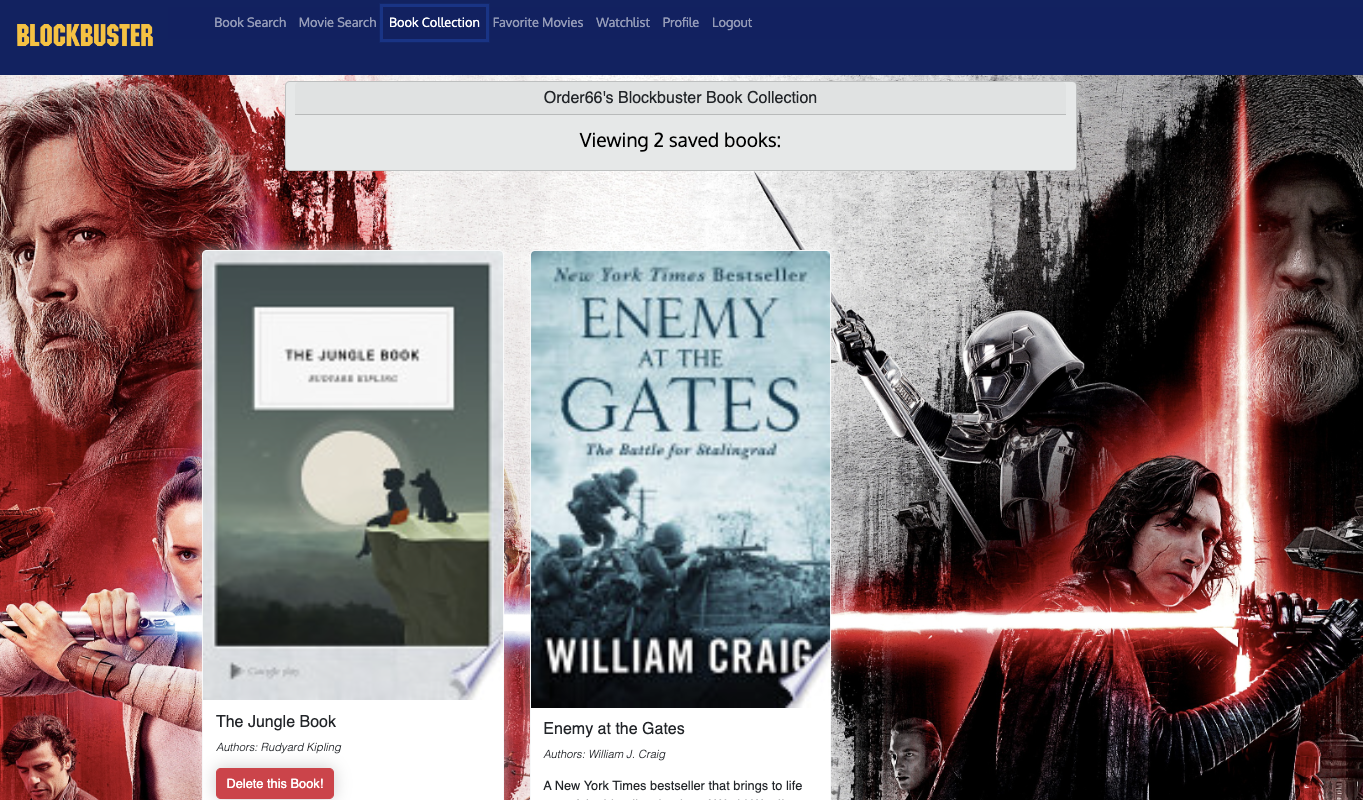 BLOCKBUSTER
Book Search Movie Search Book Collection Favorite Movies Watchlist Profile Logout
Order66's Blockbuster Book Collection
Viewing 2 saved books:
THE JUNGLE BOOK
RUDYARD KIPLING
Google play
The Jungle Book
Authors: Rudyard Kipling
Delete this Book!
New York Times Bestseller
ENEMY
AT THE
GATES
The Battle for Stalingrad
WILLIAM CRAIG
Enemy at the Gates
Authors: William J. Craig
A New York Times bestseller that brings to life